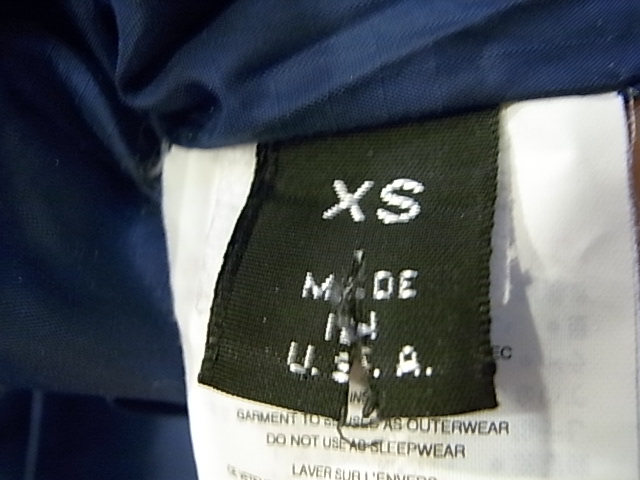 XS
MADE
IN
U.S.A.
GARMENT TO BE USED AS OUTERWEAR
DO NOT USE AS SLEEPWEAR
LAVER SUR L'ENVERS